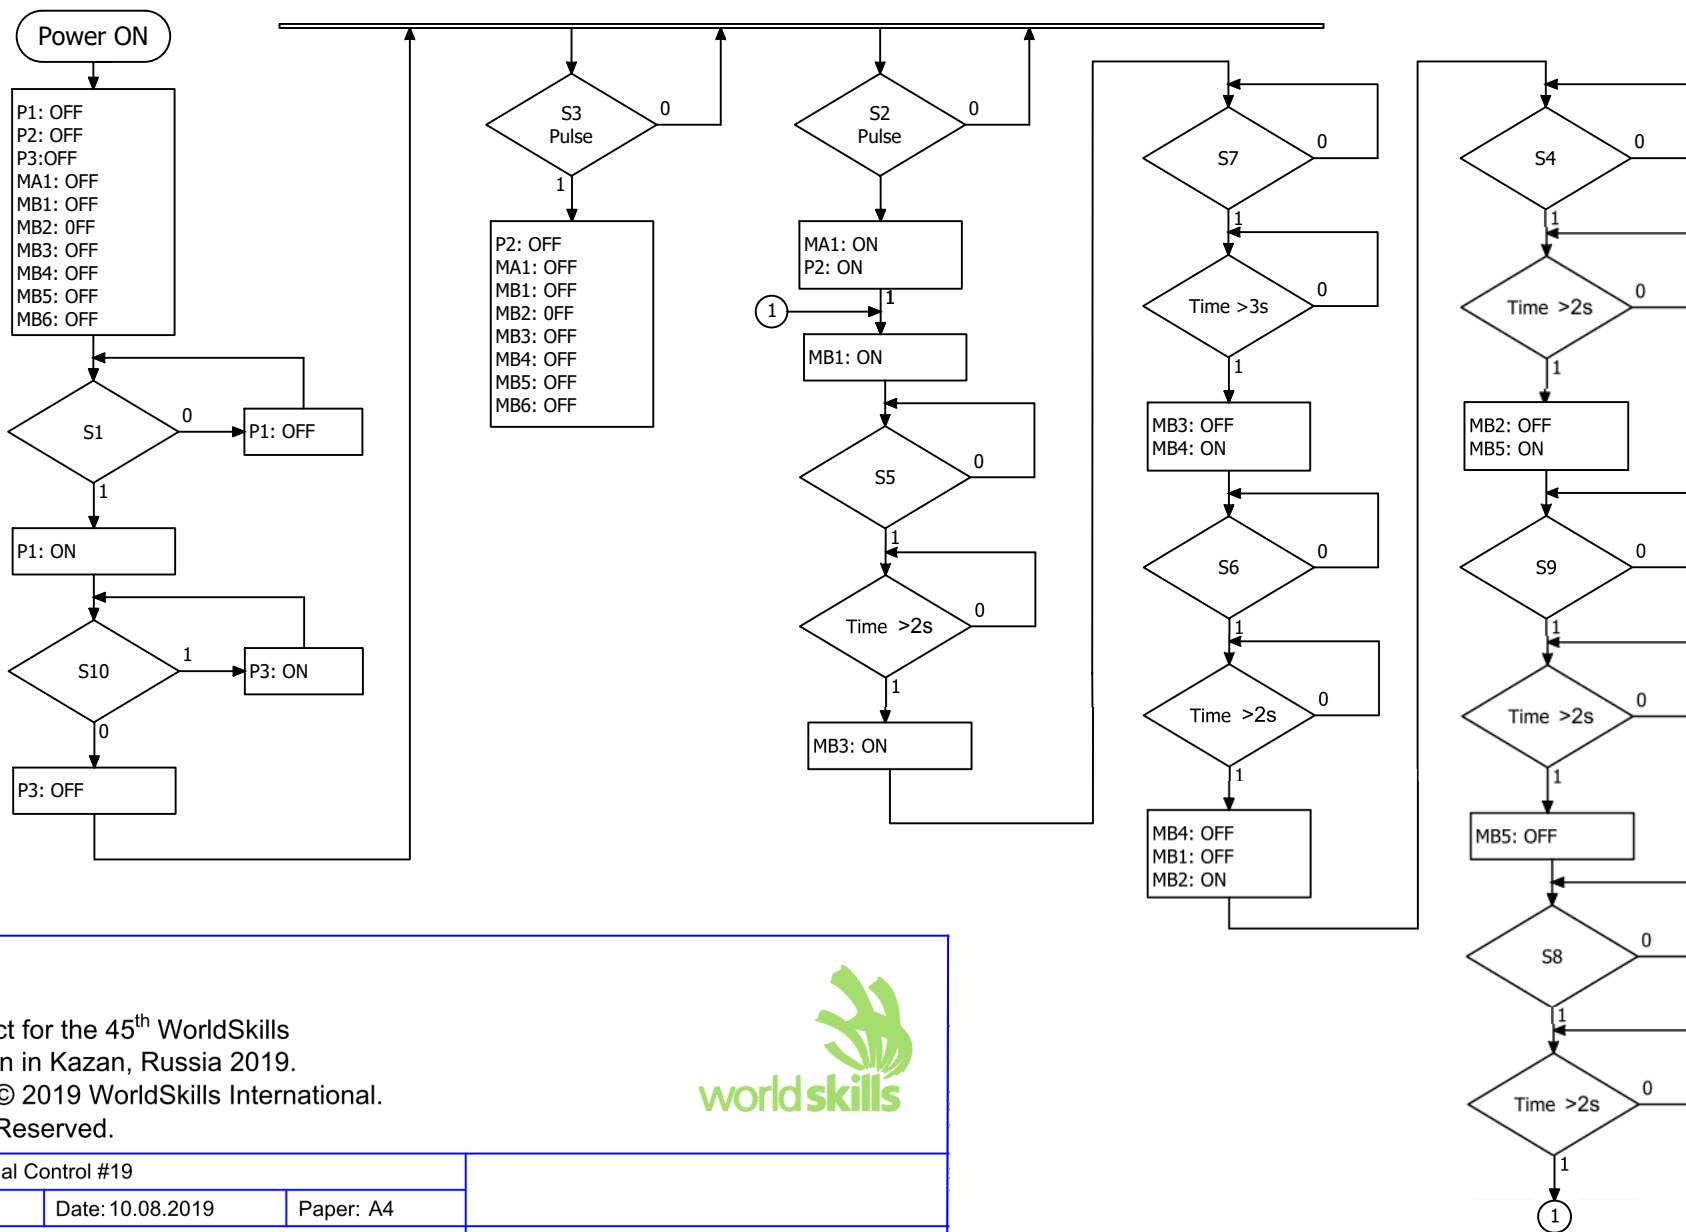 Power ON
P1: OFF
P2: OFF
P3:OFF
MA1: OFF
MB1: OFF
MB2: 0FF
MB3: OFF
MB4: OFF
MB5: OFF
MB6: OFF
S1
0
P1: OFF
1
P1: ON
S10
1
P3: ON
0
P3: OFF
S3
Pulse
0
1
P2: OFF
MA1: OFF
MB1: OFF
MB2: 0FF
MB3: OFF
MB4: OFF
MB5: OFF
MB6: OFF
S2
Pulse
0
MA1: ON
P2: ON
1
1
MB1: ON
S5
0
1
Time >2s
0
1
MB3: ON
S7
0
1
Time >3s
0
1
MB3: OFF
MB4: ON
S6
0
1
Time >2s
0
1
MB4: OFF
MB1: OFF
MB2: ON
S4
0
1
Time >2s
0
1
MB2: OFF
MB5: ON
S9
0
1
Time >2s
0
1
MB5: OFF
S8
0
1
Time >2s
0
1
1
ct for the 45th WorldSkills
n in Kazan, Russia 2019.
© 2019 WorldSkills International.
Reserved.
worldskills
al Control #19
Date: 10.08.2019
Paper: A4